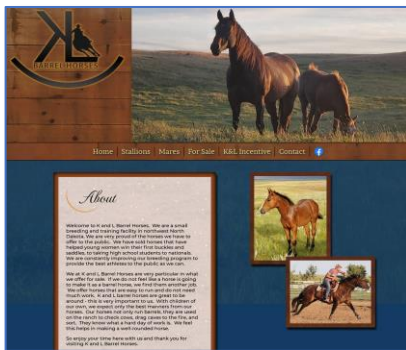 KL
BARREL HORSES
Home Stallions Mares For Sale K&L Incentive Contact
About
Welcome to K and L Barrel Horses. We are a small
breeding and training facility in northwest North
Dakota. We are very proud of the horses we have to
offer to the public. We have sold horses that have
helped young women win their first buckles and
saddles, to taking high school students to nationals.
We are constantly improving our breeding program to
provide the best athletes to the public as we can.
We at K and L Barrel Horses are very particular in what
we offer for sale. If we do not feel like a horse is going
to make it as a barrel horse, we find them another job.
We offer horses that are easy to run and do not need
much work. K and L barrel horses are great to be
around - this is very important to us. With children of
our own, we expect only the best manners from our
horses. Our horses not only run barrels, they are used
on the ranch to check cows, drag calves to the fire, and
sort. They know what a hard day of work is. We feel
this helps in making a well rounded horse.
So enjoy your time here with us and thank you for
visiting K and L Barrel Horses.